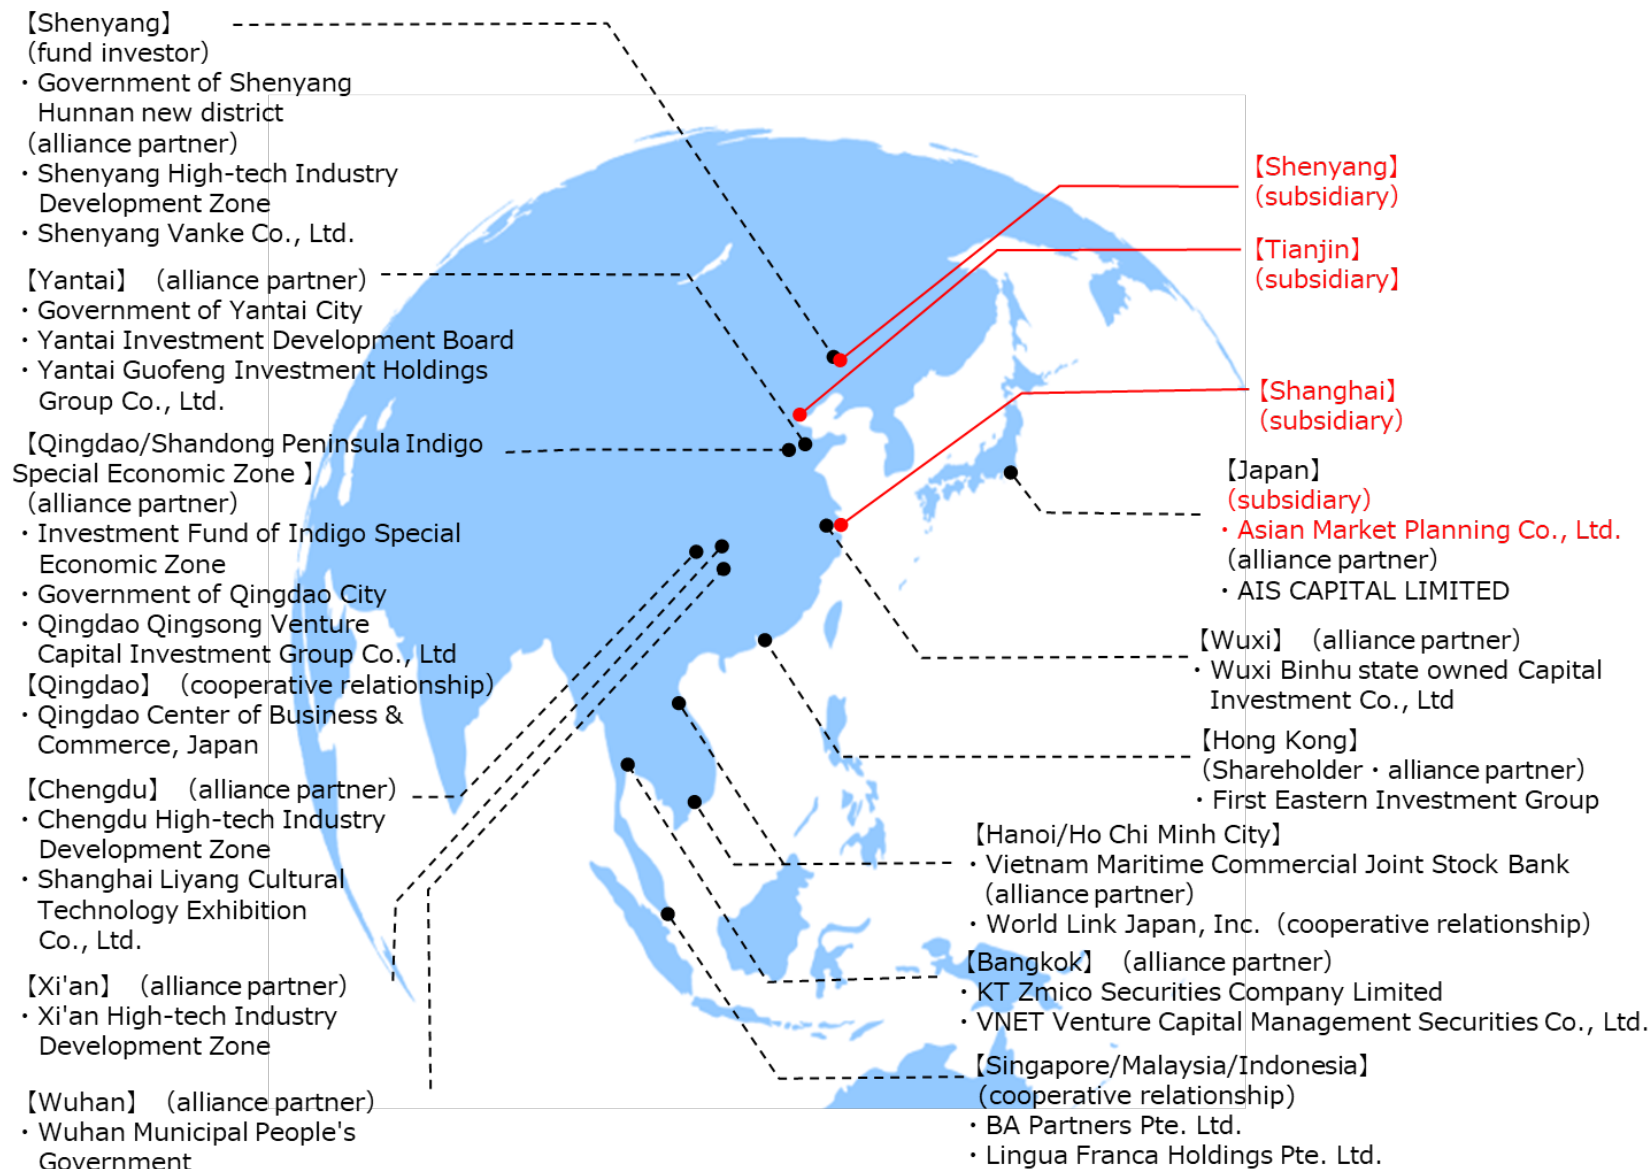 【Shenyang】
(fund investor)
・Government of Shenyang
Hunnan new district
(alliance partner)
・Shenyang High-tech Industry
Development Zone
・Shenyang Vanke Co., Ltd.
【Yantai】 (alliance partner)
・Government of Yantai City
・Yantai Investment Development Board
・Yantai Guofeng Investment Holdings
Group Co., Ltd.
【Qingdao/Shandong Peninsula Indigo
Special Economic Zone 】
(alliance partner)
・Investment Fund of Indigo Special
Economic Zone
・Government of Qingdao City
・Qingdao Qingsong Venture
Capital Investment Group Co., Ltd
【Qingdao】 (cooperative relationship)
・Qingdao Center of Business &
Commerce, Japan
【Chengdu】 (alliance partner)
・Chengdu High-tech Industry
Development Zone
・Shanghai Liyang Cultural
Technology Exhibition
Co., Ltd.
【Xi'an】 (alliance partner)
・Xi'an High-tech Industry
Development Zone
【Wuhan】 (alliance partner)
・Wuhan Municipal People's
Government
【Shenyang】
(subsidiary)
【Tianjin】
(subsidiary】
【Shanghai】
(subsidiary)
【Japan】
(subsidiary)
・Asian Market Planning Co., Ltd.
(alliance partner)
・AIS CAPITAL LIMITED
【Wuxi】 (alliance partner)
・Wuxi Binhu state owned Capital
Investment Co., Ltd
【Hong Kong】
(Shareholder・alliance partner)
・First Eastern Investment Group
【Hanoi/Ho Chi Minh City】
・Vietnam Maritime Commercial Joint Stock Bank
(alliance partner)
・World Link Japan, Inc. (cooperative relationship)
【Bangkok】 (alliance partner)
・KT Zmico Securities Company Limited
・VNET Venture Capital Management Securities Co., Ltd.
【Singapore/Malaysia/Indonesia】
(cooperative relationship)
・BA Partners Pte. Ltd.
・Lingua Franca Holdings Pte. Ltd.